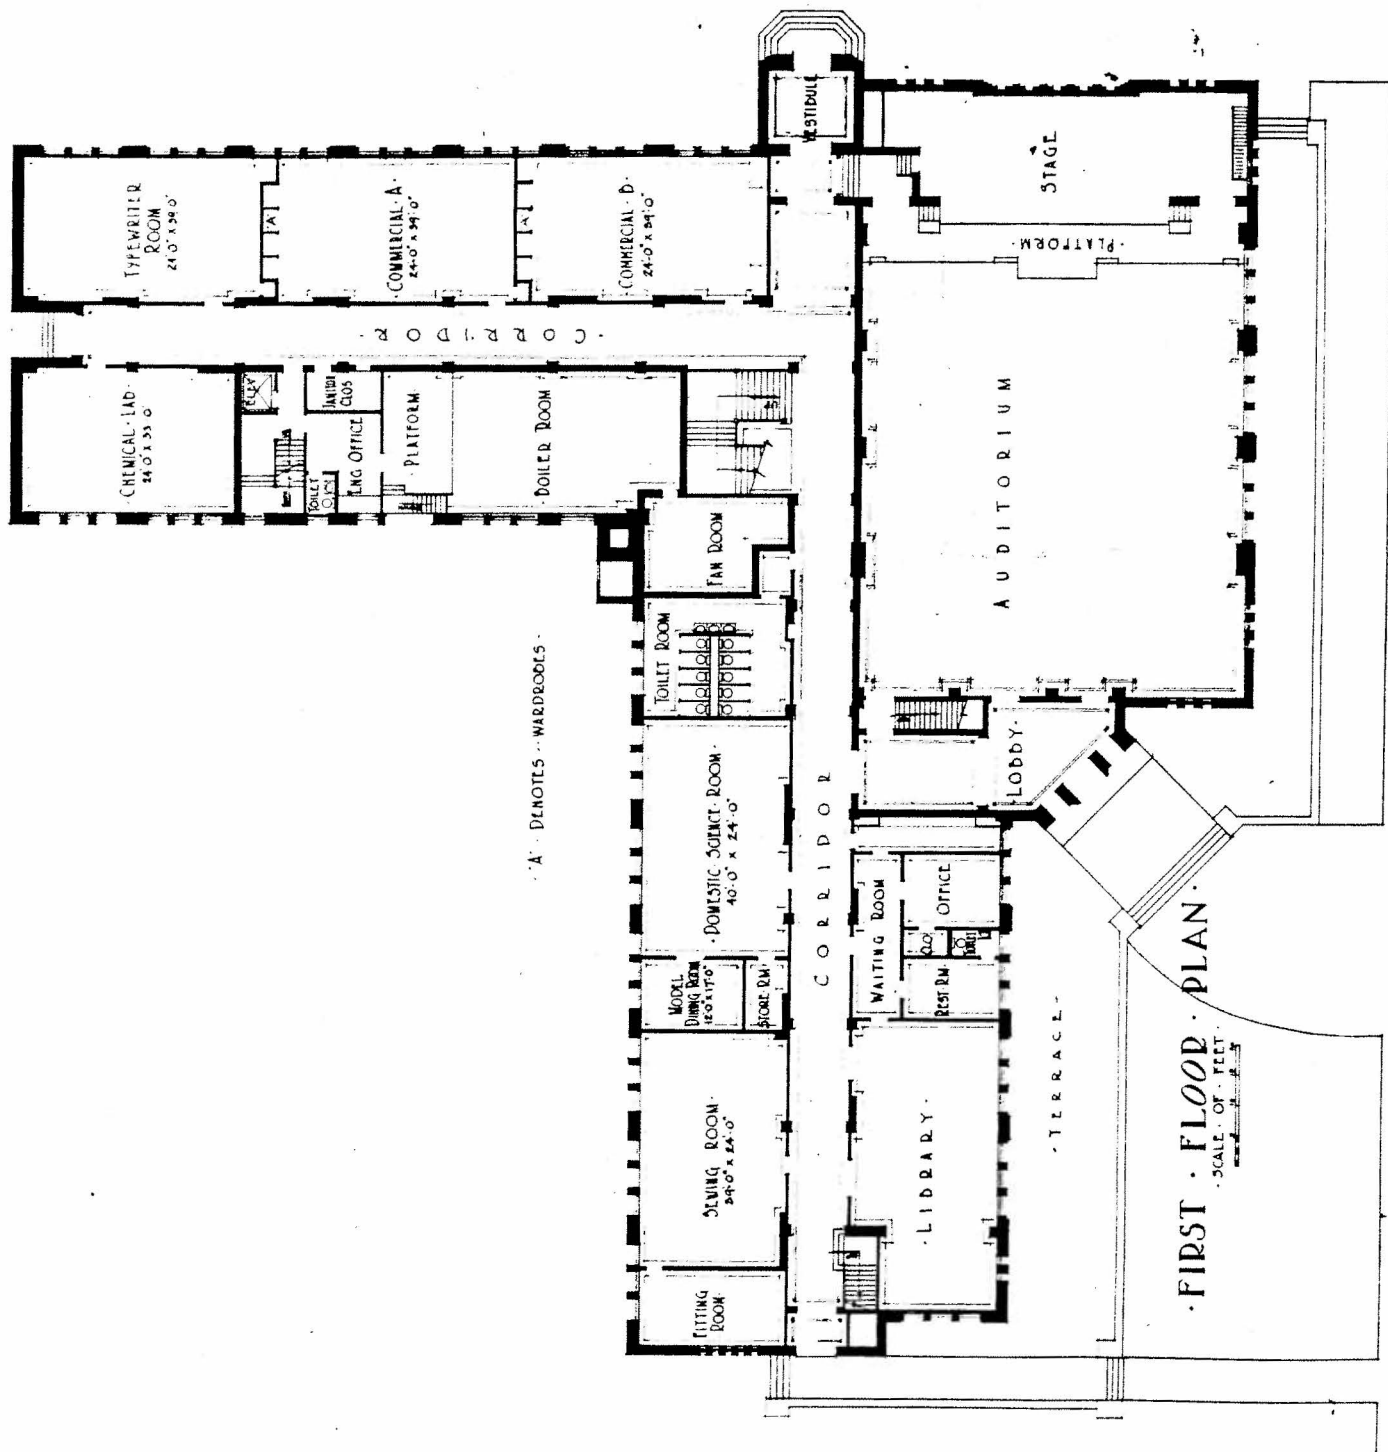 VESTIBULE
STAGE
· PLATFORM ·
AUDITORIUM
LOBBY
TYPEWRITER
ROOM
24'-0" X 39'-0"
'A'
· COMMERCIAL · A ·
24'-0" X 39'-0"
'A'
· COMMERCIAL · B ·
24'-0" X 39'-0"
· CORRIDOR ·
· CHEMICAL · LAB ·
24'-0" X 33'-0"
ELEV
JANITOR
CLOS
ENG OFFICE
TOILET
· PLATFORM ·
· BOILER ROOM ·
FAN ROOM
TOILET ROOM
· DOMESTIC · SCIENCE · ROOM ·
40'-0" X 24'-0"
MODEL
DINING ROOM
12'-0" X 17'-0"
STORE · RM
SEWING ROOM ·
39'-0" X 24'-0"
FITTING
ROOM
CORRIDOR
WAITING ROOM
OFFICE
CLO
TOILET
REST · RM
· LIBRARY ·
· TERRACE ·
· 'A' · DENOTES · WARDROBES ·
· FIRST · FLOOR · PLAN ·
· SCALE · OF · FEET ·